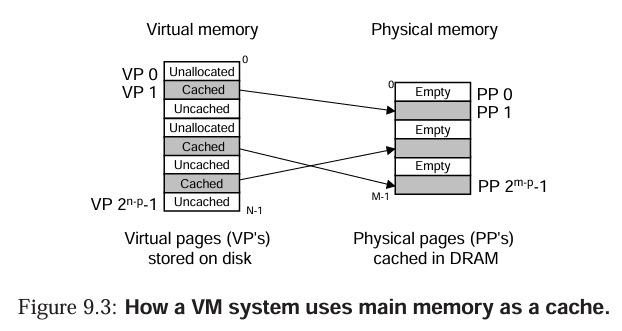 Virtual memory
Physical memory
0
VP 0
Unallocated
VP 1
Cached
Uncached
Unallocated
Cached
Uncached
Cached
VP 2ⁿ⁻ᵖ-1
Uncached
N-1
0
Empty
PP 0
PP 1
Empty
Empty
M-1
PP 2ᵐ⁻ᵖ-1
Virtual pages (VP's)
stored on disk
Physical pages (PP's)
cached in DRAM
Figure 9.3: How a VM system uses main memory as a cache.